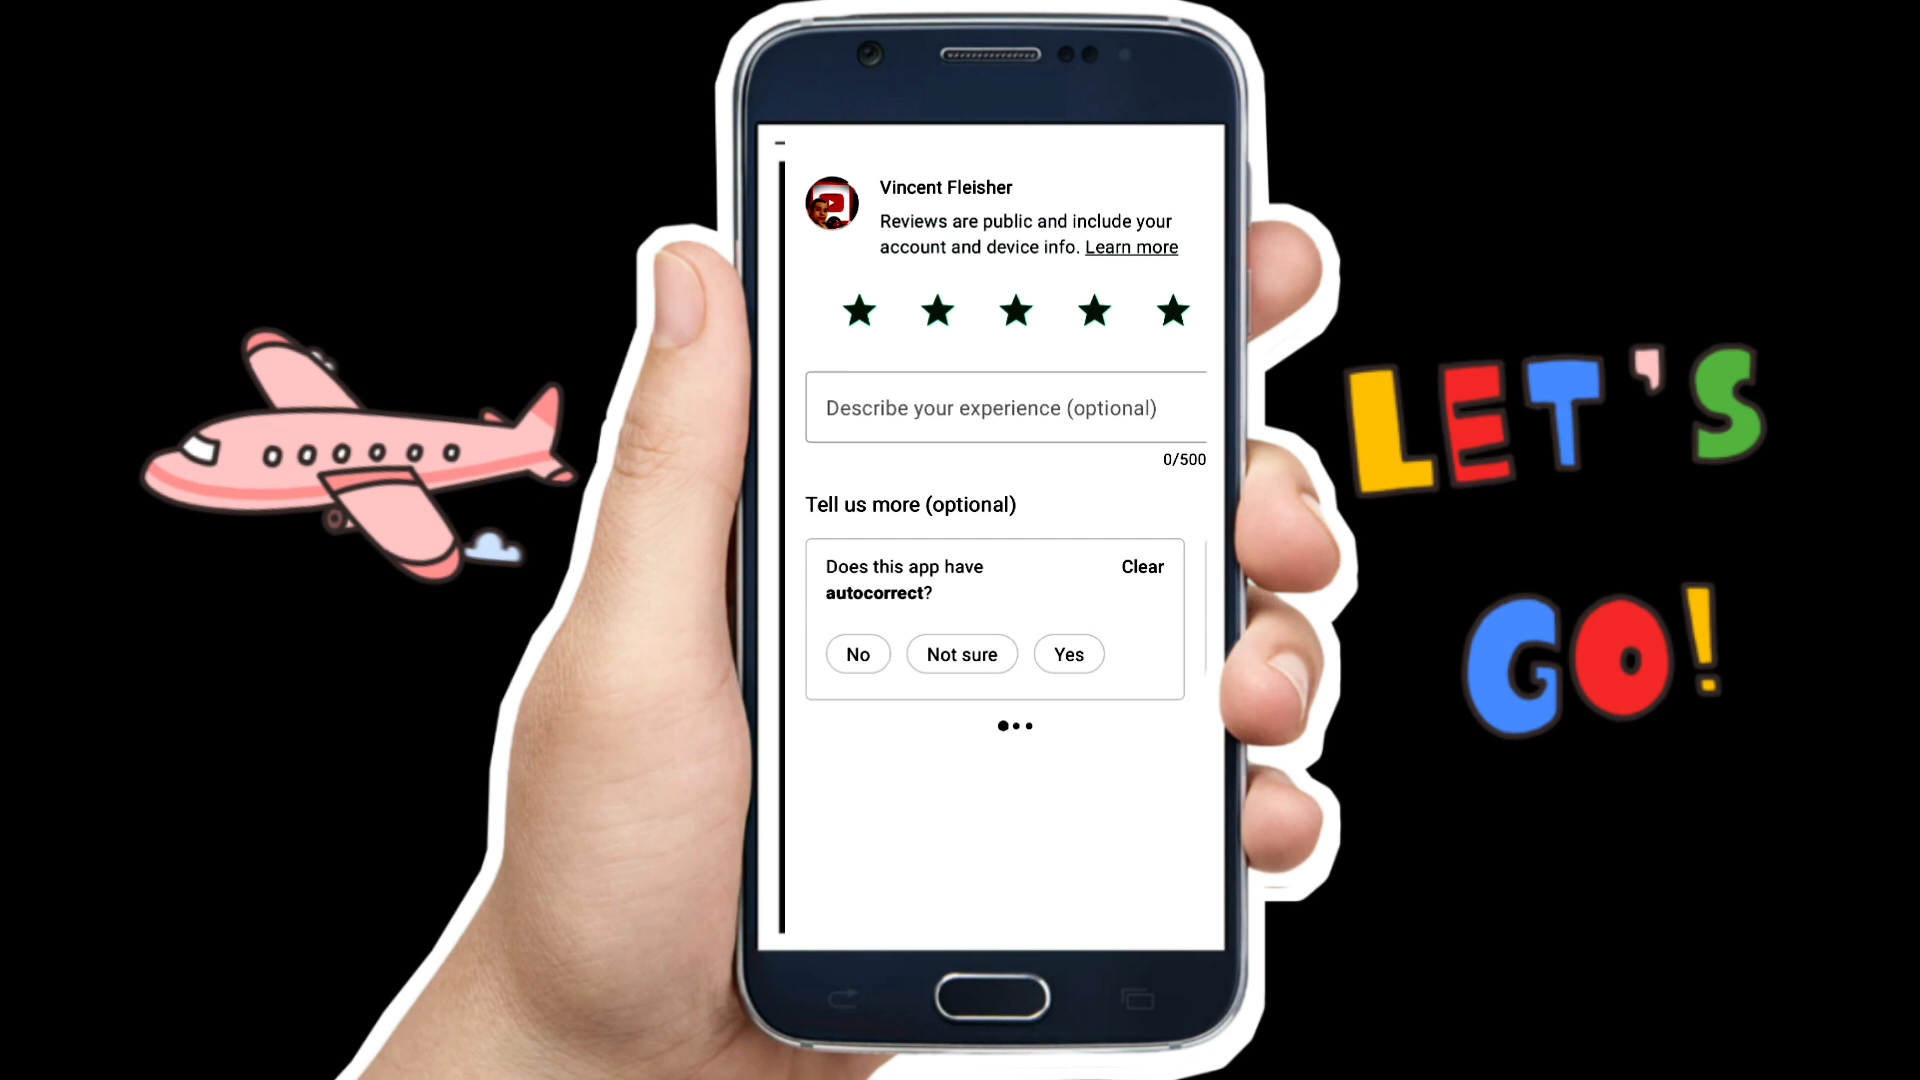 Vincent Fleisher
Reviews are public and include your
account and device info. Learn more
Describe your experience (optional)
0/500
Tell us more (optional)
Does this app have
autocorrect?
Clear
No
Not sure
Yes
LET'S
GO!